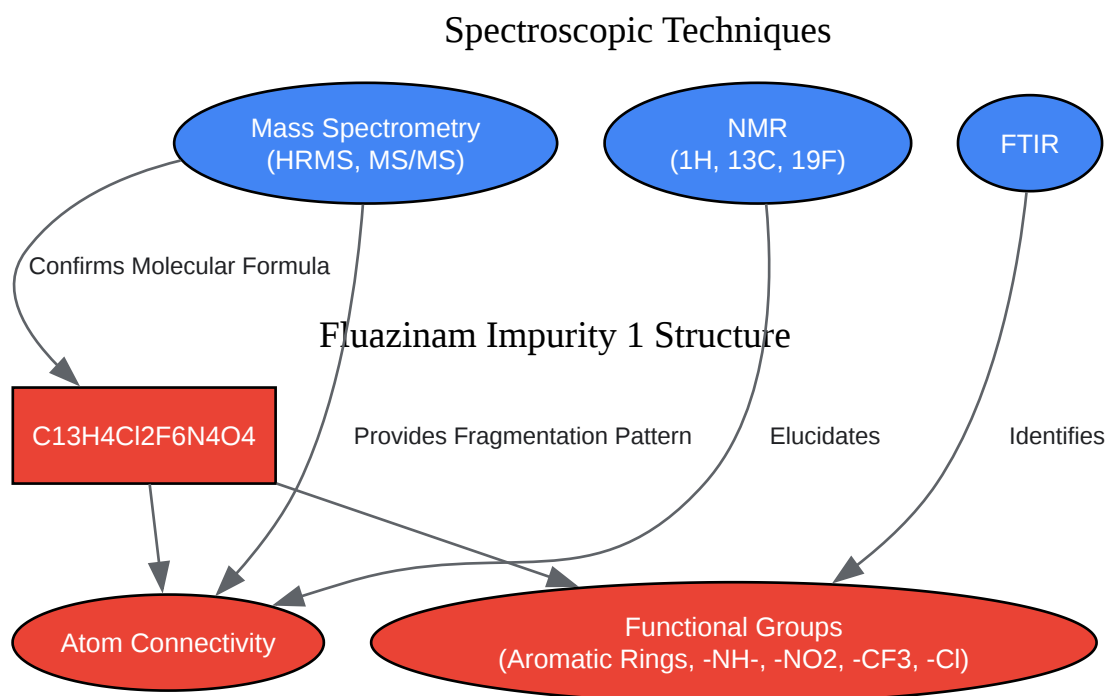 Spectroscopic Techniques
Mass Spectrometry
(HRMS, MS/MS)
NMR
(1H, 13C, 19F)
FTIR
Confirms Molecular Formula
Fluazinam Impurity 1 Structure
C13H4Cl2F6N4O4
Provides Fragmentation Pattern
Elucidates
Identifies
Atom Connectivity
Functional Groups
(Aromatic Rings, -NH-, -NO2, -CF3, -Cl)